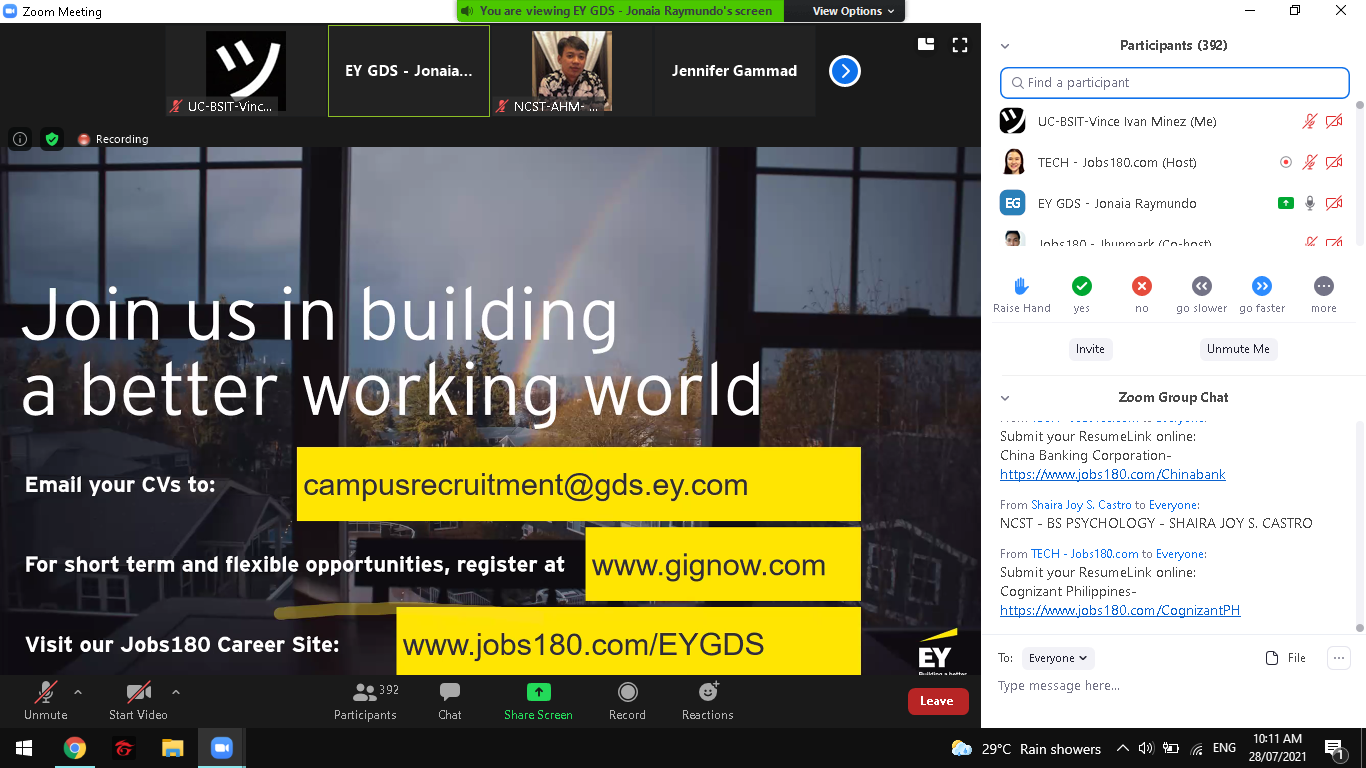 Zoom Meeting
You are viewing EY GDS - Jonaia Raymundo's screen
View Options
UC-BSIT-Vinc...
EY GDS - Jonaia...
NCST-AHM- ...
Jennifer Gammad
Recording
Join us in building
a better working world
Email your CVs to:
campusrecruitment@gds.ey.com
For short term and flexible opportunities, register at
www.gignow.com
Visit our Jobs180 Career Site:
www.jobs180.com/EYGDS
EY
Building a better
Unmute
Start Video
392
Participants
Chat
Share Screen
Record
Reactions
Leave
Participants (392)
Find a participant
UC-BSIT-Vince Ivan Minez (Me)
TECH - Jobs180.com (Host)
EG
EY GDS - Jonaia Raymundo
Jobs180 - Jhunmark (Co-host)
Raise Hand
yes
no
go slower
go faster
more
Invite
Unmute Me
Zoom Group Chat
From TECH - Jobs180.com to Everyone:
Submit your ResumeLink online:
China Banking Corporation-
https://www.jobs180.com/Chinabank
From Shaira Joy S. Castro to Everyone:
NCST - BS PSYCHOLOGY - SHAIRA JOY S. CASTRO
From TECH - Jobs180.com to Everyone:
Submit your ResumeLink online:
Cognizant Philippines-
https://www.jobs180.com/CognizantPH
To:
Everyone
File
Type message here...
29°C Rain showers
ENG
10:11 AM
28/07/2021
1